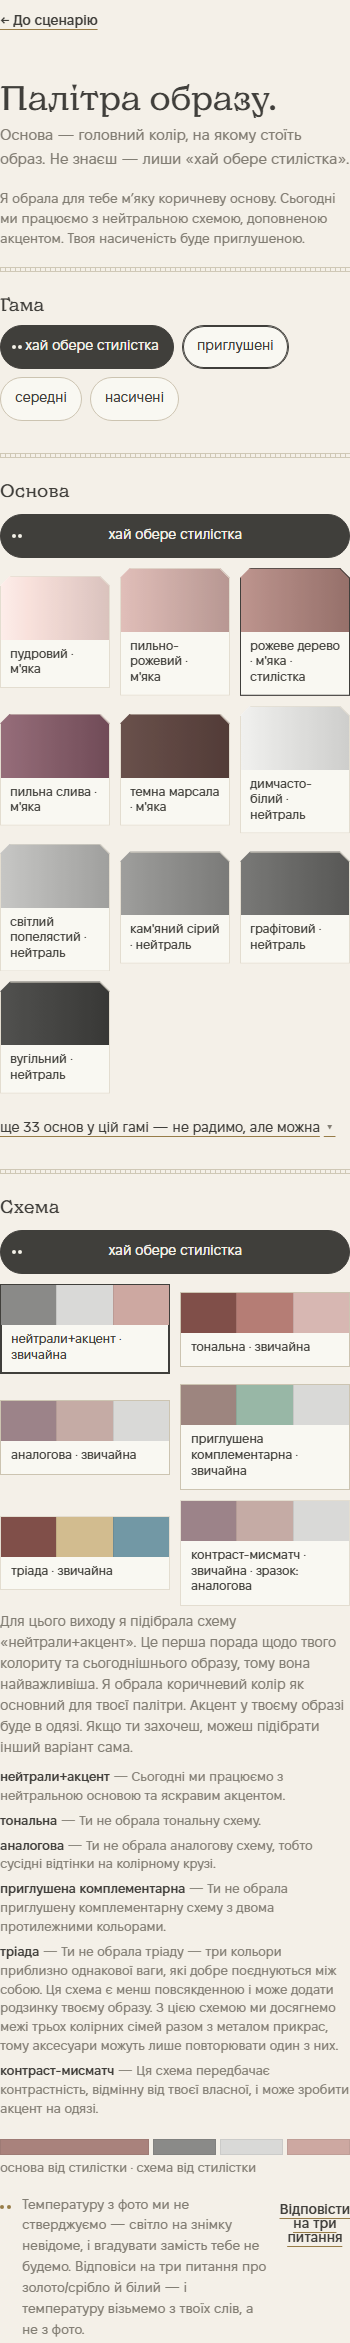 ← До сценарію
Палітра образу.
Основа — головний колір, на якому стоїть
образ. Не знаєш — лиши «хай обере стилістка».
Я обрала для тебе м’яку коричневу основу. Сьогодні
ми працюємо з нейтральною схемою, доповненою
акцентом. Твоя насиченість буде приглушеною.
Гама
хай обере стилістка
приглушені
середні
насичені
Основа
хай обере стилістка
пудровий ·
м'яка
пильно-
рожевий ·
м'яка
рожеве дерево
· м'яка ·
стилістка
пильна слива ·
м'яка
темна марсала
· м'яка
димчасто-
білий ·
нейтраль
світлий
попелястий ·
нейтраль
кам'яний сірий
· нейтраль
графітовий ·
нейтраль
вугільний ·
нейтраль
ще 33 основ у цій гамі — не радимо, але можна ▾
Схема
хай обере стилістка
нейтрали+акцент ·
звичайна
тональна · звичайна
аналогова · звичайна
приглушена
комплементарна ·
звичайна
тріада · звичайна
контраст-мисматч ·
звичайна · зразок:
аналогова
Для цього виходу я підібрала схему
«нейтрали+акцент». Це перша порада щодо твого
колориту та сьогоднішнього образу, тому вона
найважливіша. Я обрала коричневий колір як
основний для твоєї палітри. Акцент у твоєму образі
буде в одязі. Якщо ти захочеш, можеш підібрати
інший варіант сама.
нейтрали+акцент — Сьогодні ми працюємо з
нейтральною основою та яскравим акцентом.
тональна — Ти не обрала тональну схему.
аналогова — Ти не обрала аналогову схему, тобто
сусідні відтінки на колірному крузі.
приглушена комплементарна — Ти не обрала
приглушену комплементарну схему з двома
протилежними кольорами.
тріада — Ти не обрала тріаду — три кольори
приблизно однакової ваги, які добре поєднуються між
собою. Ця схема є менш повсякденною і може додати
родзинку твоєму образу. З цією схемою ми досягнемо
межі трьох колірних сімей разом з металом прикрас,
тому аксесуари можуть лише повторювати один з них.
контраст-мисматч — Ця схема передбачає
контрастність, відмінну від твоєї власної, і може зробити
акцент на одязі.
основа від стилістки · схема від стилістки
Температуру з фото ми не
стверджуємо — світло на знімку
невідоме, і вгадувати замість тебе не
будемо. Відповіси на три питання про
золото/срібло й білий — і
температуру візьмемо з твоїх слів, а
не з фото.
Відповісти
на три
питання